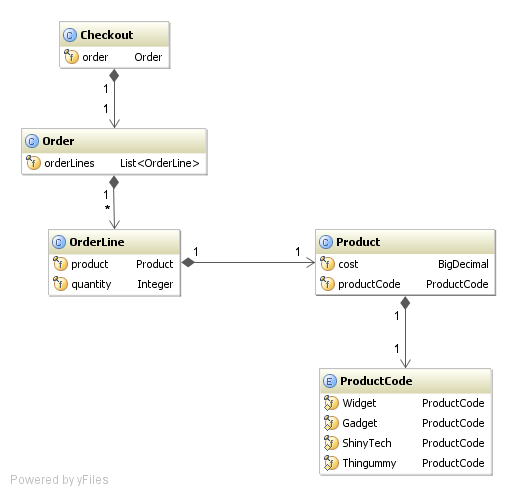 C Checkout
f order Order
1
1
C Order
f orderLines List<OrderLine>
1
*
C OrderLine
f product Product
f quantity Integer
1 1
C Product
f cost BigDecimal
f productCode ProductCode
1
1
E ProductCode
f Widget ProductCode
f Gadget ProductCode
f ShinyTech ProductCode
f Thingummy ProductCode
Powered by yFiles